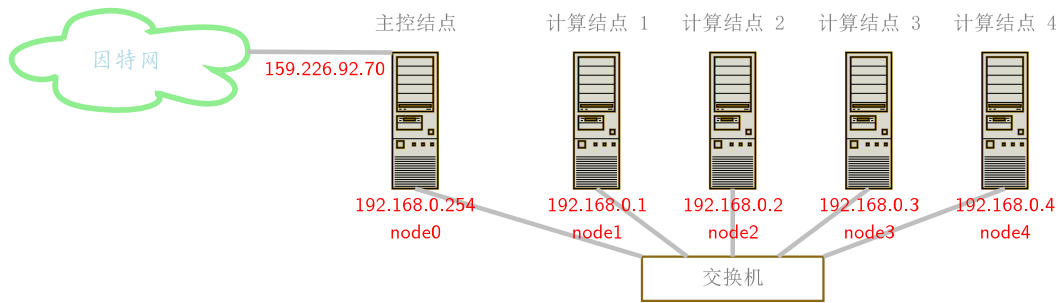 主控结点
计算结点 1
计算结点 2
计算结点 3
计算结点 4
因特网
159.226.92.70
192.168.0.254
192.168.0.1
192.168.0.2
192.168.0.3
192.168.0.4
node0
node1
node2
node3
node4
交换机